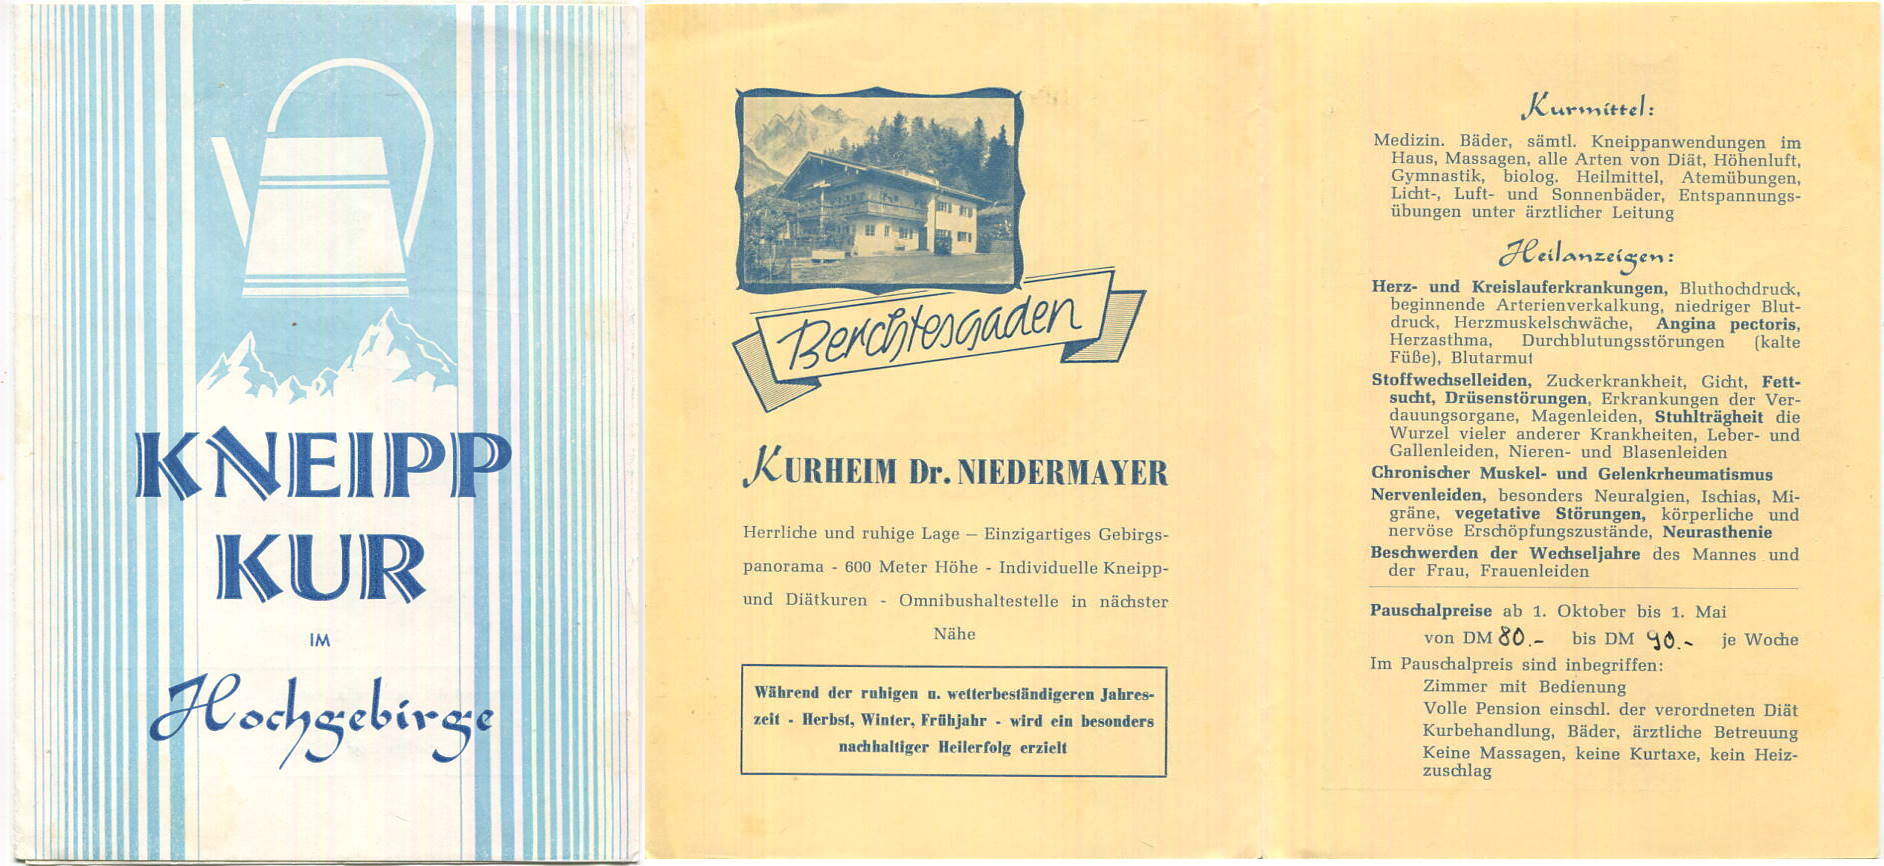 KNEIPP
KUR
IM
Hochgebirge
Berchtesgaden
KURHEIM Dr. NIEDERMAYER
Herrliche und ruhige Lage – Einzigartiges Gebirgs-
panorama - 600 Meter Höhe - Individuelle Kneipp-
und Diätkuren - Omnibushaltestelle in nächster
Nähe
Während der ruhigen u. wetterbeständigeren Jahres-
zeit - Herbst, Winter, Frühjahr - wird ein besonders
nachhaltiger Heilerfolg erzielt
Kurmittel:
Medizin. Bäder, sämtl. Kneippanwendungen im
Haus, Massagen, alle Arten von Diät, Höhenluft,
Gymnastik, biolog. Heilmittel, Atemübungen,
Licht-, Luft- und Sonnenbäder, Entspannungs-
übungen unter ärztlicher Leitung
Heilanzeigen:
Herz- und Kreislauferkrankungen, Bluthochdruck,
beginnende Arterienverkalkung, niedriger Blut-
druck, Herzmuskelschwäche, Angina pectoris,
Herzasthma, Durchblutungsstörungen (kalte
Füße), Blutarmut
Stoffwechselleiden, Zuckerkrankheit, Gicht, Fett-
sucht, Drüsenstörungen, Erkrankungen der Ver-
dauungsorgane, Magenleiden, Stuhlträgheit die
Wurzel vieler anderer Krankheiten, Leber- und
Gallenleiden, Nieren- und Blasenleiden
Chronischer Muskel- und Gelenkrheumatismus
Nervenleiden, besonders Neuralgien, Ischias, Mi-
gräne, vegetative Störungen, körperliche und
nervöse Erschöpfungszustände, Neurasthenie
Beschwerden der Wechseljahre des Mannes und
der Frau, Frauenleiden
Pauschalpreise ab 1. Oktober bis 1. Mai
von DM 80.- bis DM 90.- je Woche
Im Pauschalpreis sind inbegriffen:
Zimmer mit Bedienung
Volle Pension einschl. der verordneten Diät
Kurbehandlung, Bäder, ärztliche Betreuung
Keine Massagen, keine Kurtaxe, kein Heiz-
zuschlag